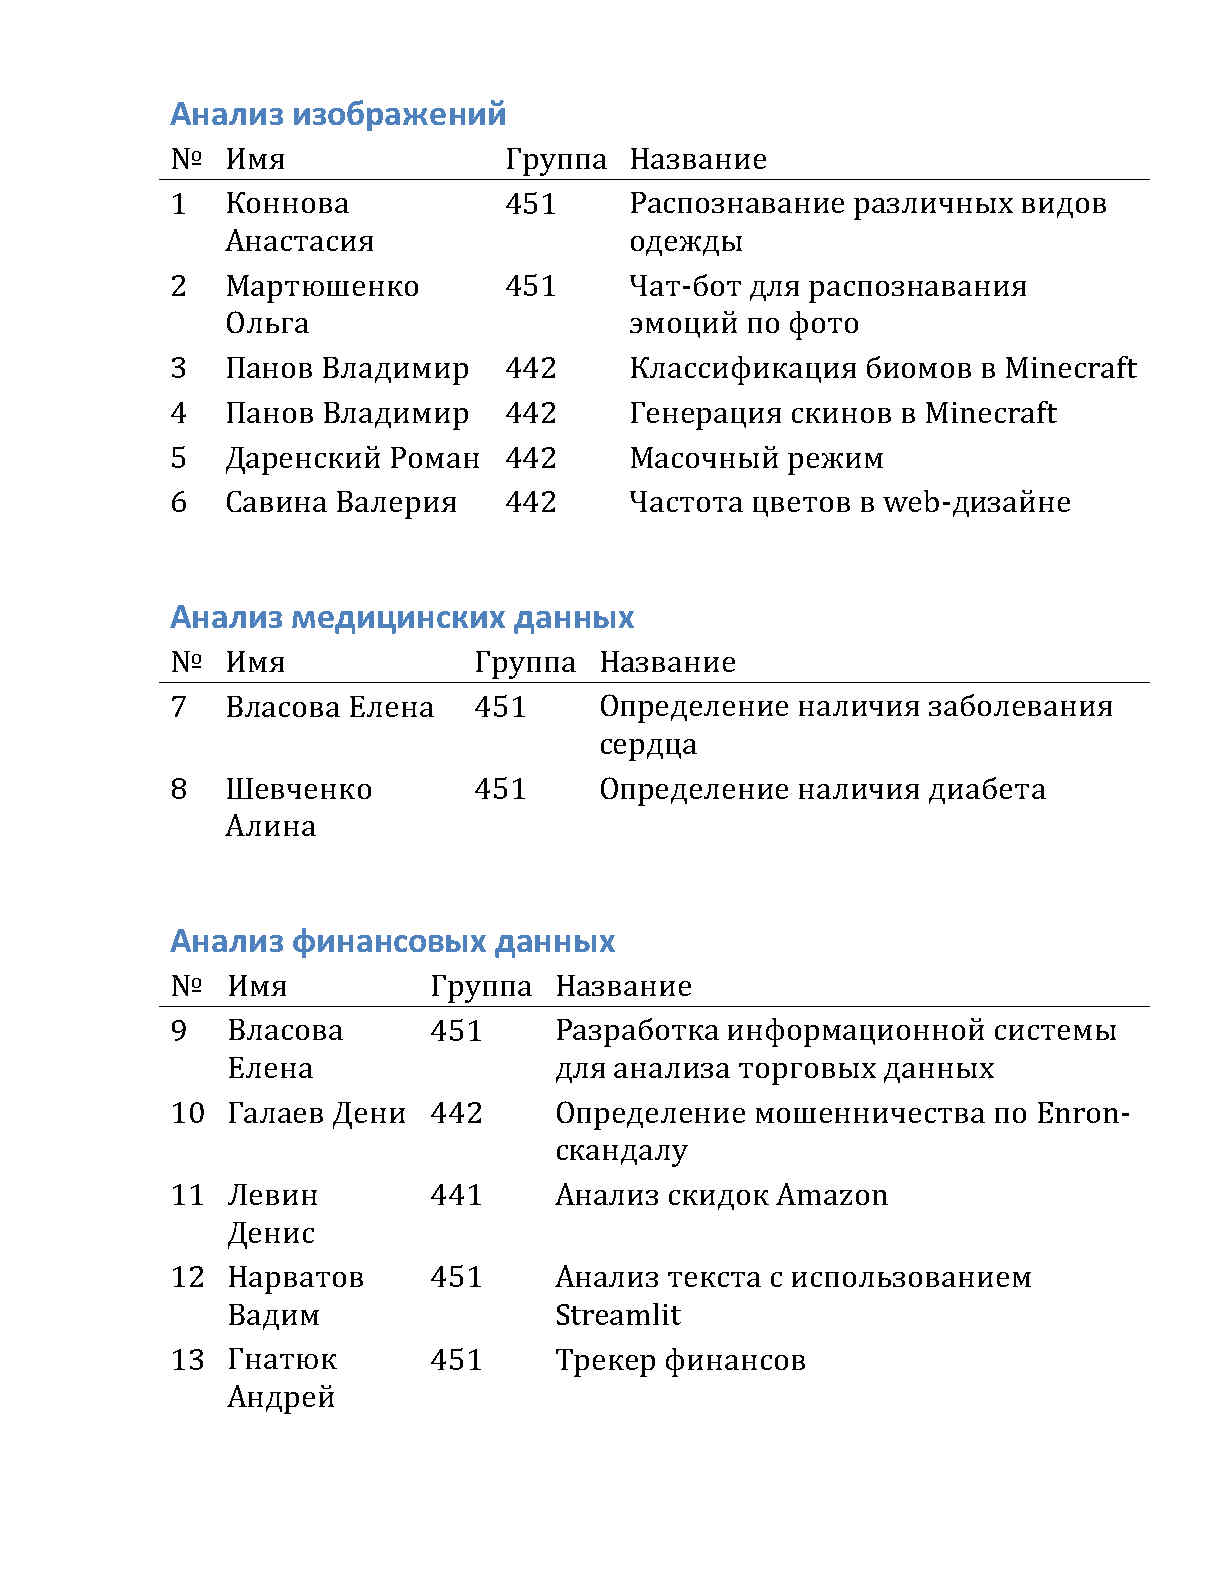 Анализ изображений
№ Имя Группа Название
1 Коннова 451 Распознавание различных видов
Анастасия одежды
2 Мартюшенко 451 Чат-бот для распознавания
Ольга эмоций по фото
3 Панов Владимир 442 Классификация биомов в Minecraft
4 Панов Владимир 442 Генерация скинов в Minecraft
5 Даренский Роман 442 Масочный режим
6 Савина Валерия 442 Частота цветов в web-дизайне
Анализ медицинских данных
№ Имя Группа Название
7 Власова Елена 451 Определение наличия заболевания
сердца
8 Шевченко 451 Определение наличия диабета
Алина
Анализ финансовых данных
№ Имя Группа Название
9 Власова 451 Разработка информационной системы
Елена для анализа торговых данных
10 Галаев Дени 442 Определение мошенничества по Enron-
скандалу
11 Левин 441 Анализ скидок Amazon
Денис
12 Нарватов 451 Анализ текста с использованием
Вадим Streamlit
13 Гнатюк 451 Трекер финансов
Андрей